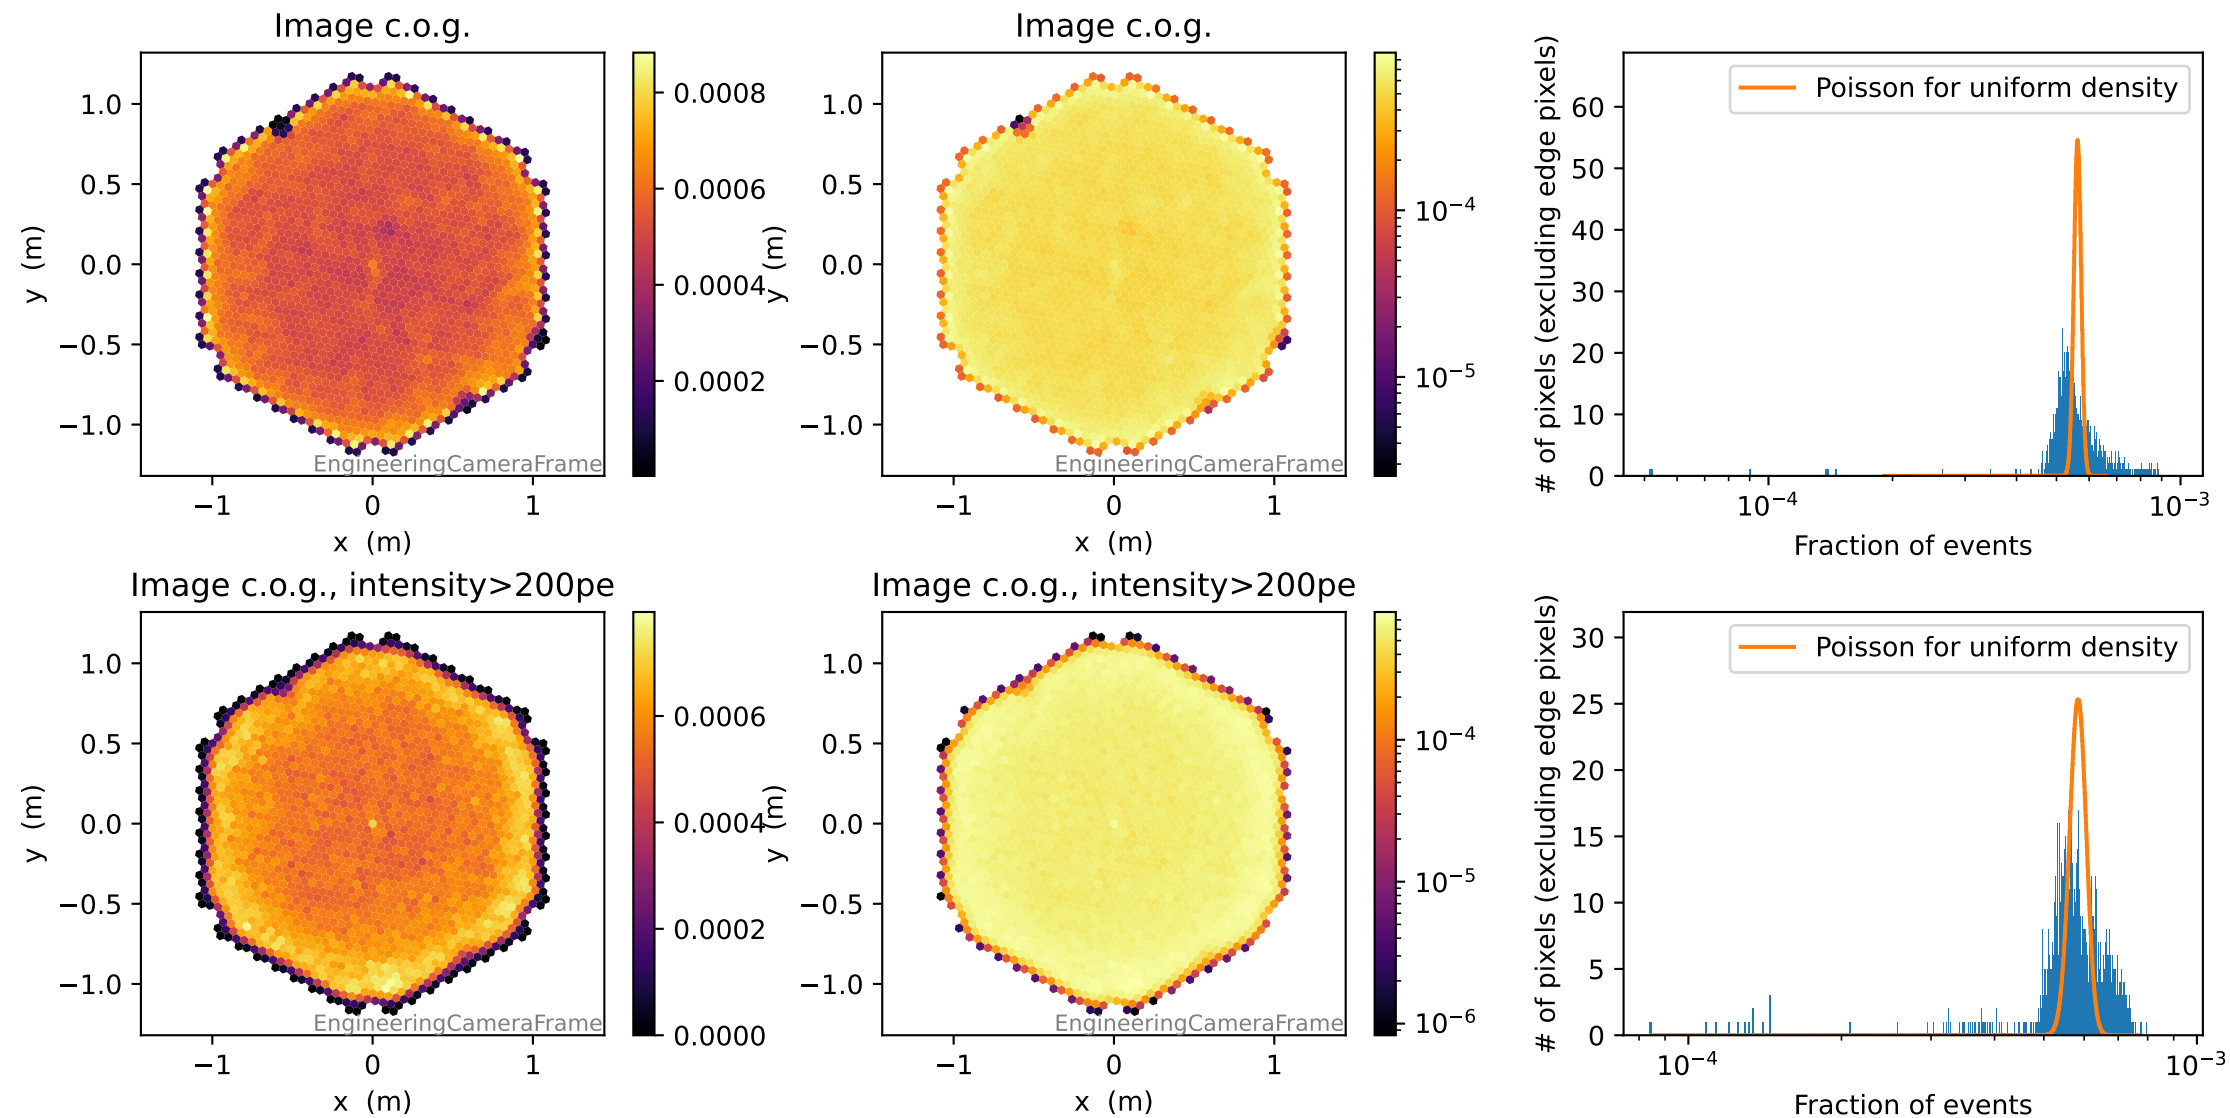 Image c.o.g.
y (m)
1.0
0.5
0.0
−0.5
−1.0
−1
0
1
x (m)
EngineeringCameraFrame
0.0008
0.0006
0.0004
0.0002
Image c.o.g.
y (m)
1.0
0.5
0.0
−0.5
−1.0
−1
0
1
x (m)
EngineeringCameraFrame
10⁻⁴
10⁻⁵
# of pixels (excluding edge pixels)
60
50
40
30
20
10
0
Poisson for uniform density
10⁻⁴
10⁻³
Fraction of events
Image c.o.g., intensity>200pe
y (m)
1.0
0.5
0.0
−0.5
−1.0
−1
0
1
x (m)
EngineeringCameraFrame
0.0006
0.0004
0.0002
0.0000
Image c.o.g., intensity>200pe
y (m)
1.0
0.5
0.0
−0.5
−1.0
−1
0
1
x (m)
EngineeringCameraFrame
10⁻⁴
10⁻⁵
10⁻⁶
# of pixels (excluding edge pixels)
30
25
20
15
10
5
0
Poisson for uniform density
10⁻⁴
10⁻³
Fraction of events